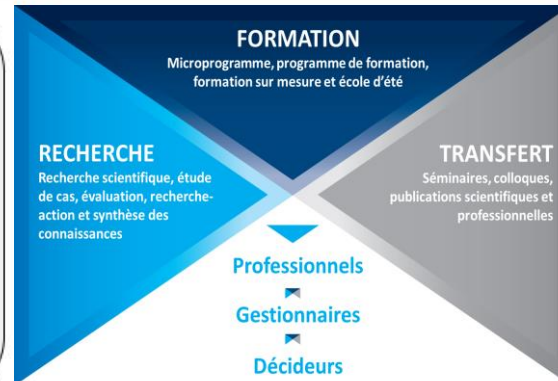 FORMATION
Microprogramme, programme de formation,
formation sur mesure et école d'été
RECHERCHE
Recherche scientifique, étude
de cas, évaluation, recherche-
action et synthèse des
connaissances
TRANSFERT
Séminaires, colloques,
publications scientifiques et
professionnelles
Professionnels
Gestionnaires
Décideurs